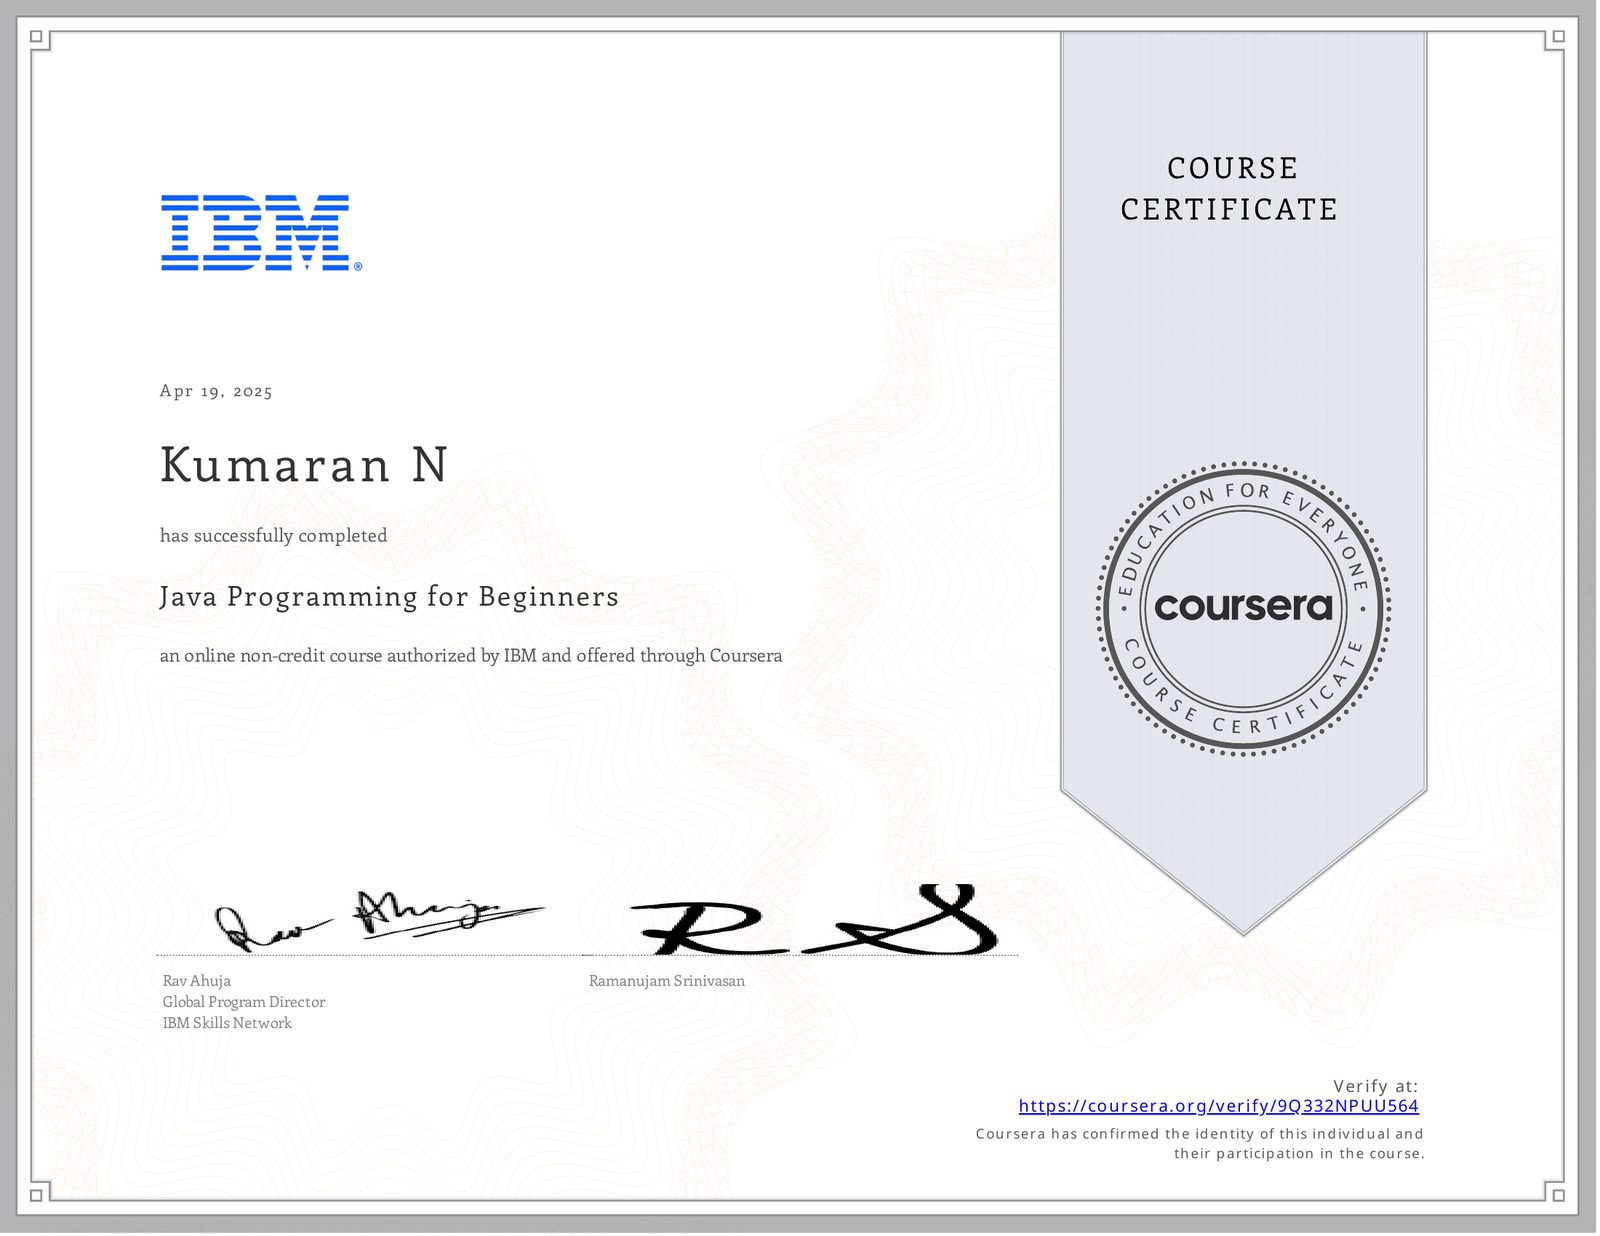 IBM®
COURSE
CERTIFICATE
Apr 19, 2025
Kumaran N
has successfully completed
Java Programming for Beginners
an online non-credit course authorized by IBM and offered through Coursera
EDUCATION FOR EVERYONE
coursera
COURSE CERTIFICATE
Rav Ahuja
Rav Ahuja
Global Program Director
IBM Skills Network
R S
Ramanujam Srinivasan
Verify at:
https://coursera.org/verify/9Q332NPUU564
Coursera has confirmed the identity of this individual and
their participation in the course.